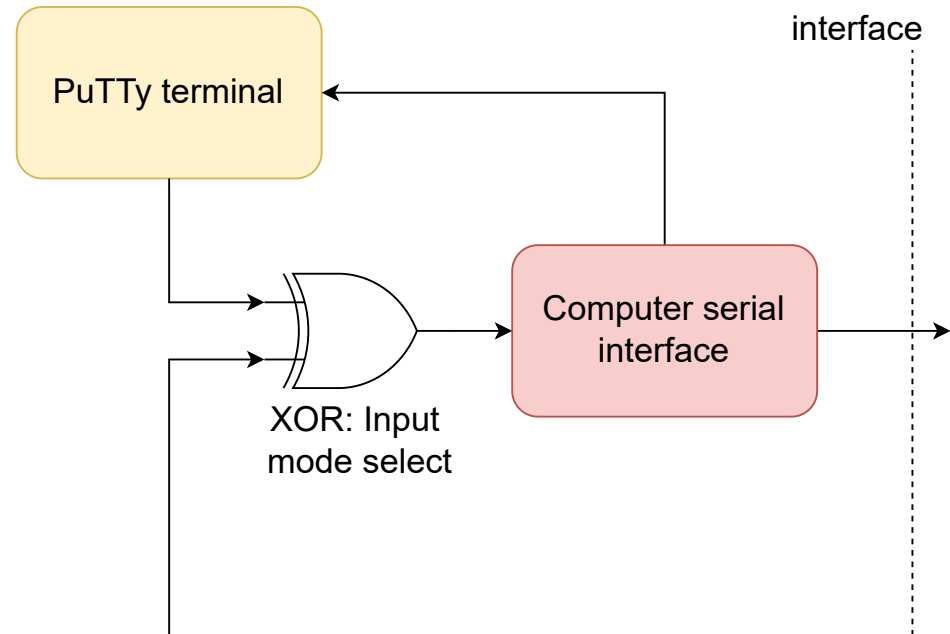 interface
PuTTy terminal
Computer serial
interface
XOR: Input
mode select